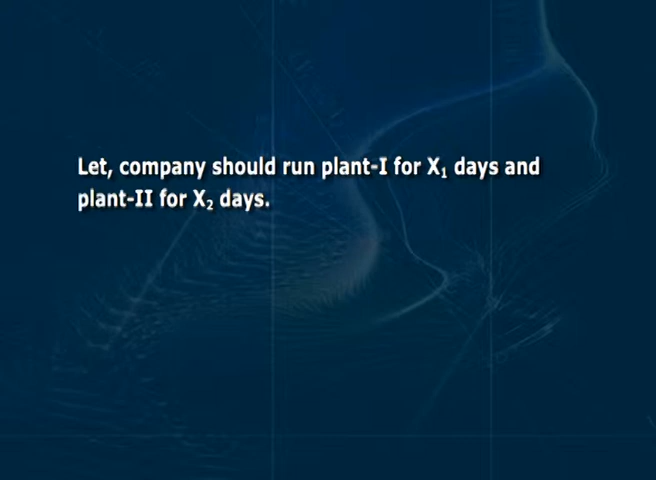 Let, company should run plant-I for X₁ days and
plant-II for X₂ days.